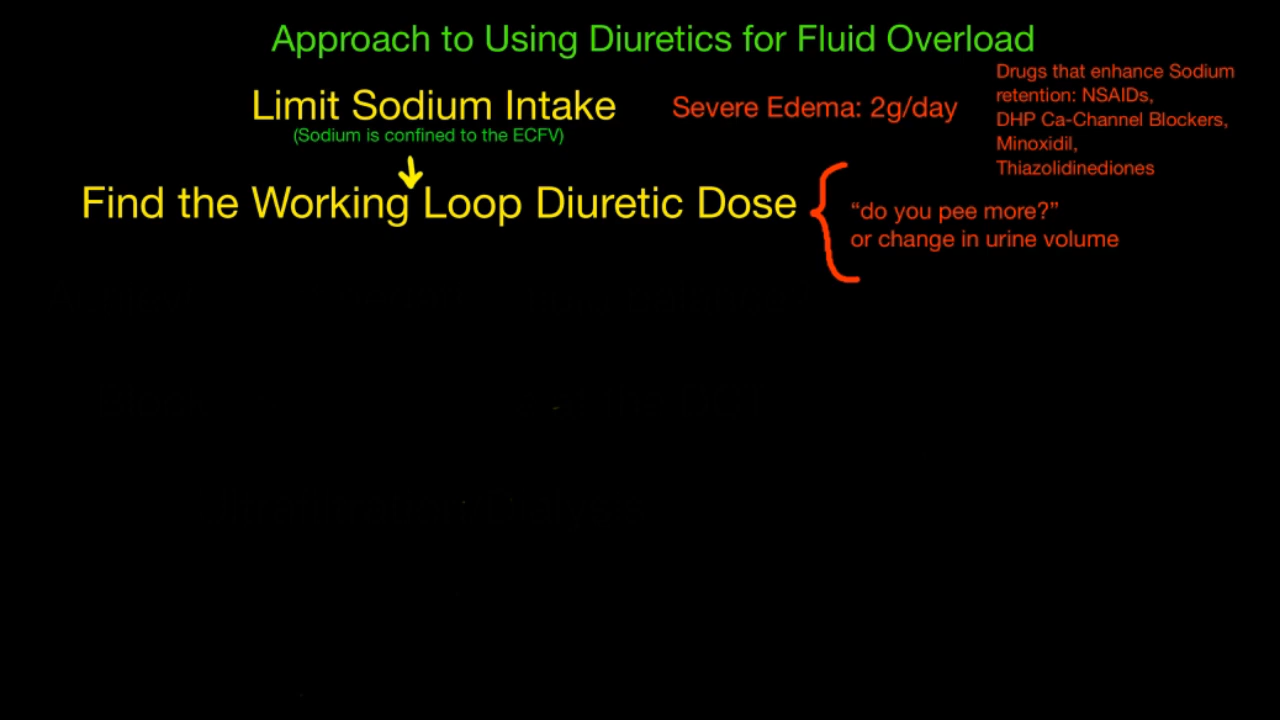 Approach to Using Diuretics for Fluid Overload
Limit Sodium Intake
(Sodium is confined to the ECFV)
Severe Edema: 2g/day
Drugs that enhance Sodium
retention: NSAIDs,
DHP Ca-Channel Blockers,
Minoxidil,
Thiazolidinediones
Find the Working Loop Diuretic Dose
“do you pee more?”
or change in urine volume